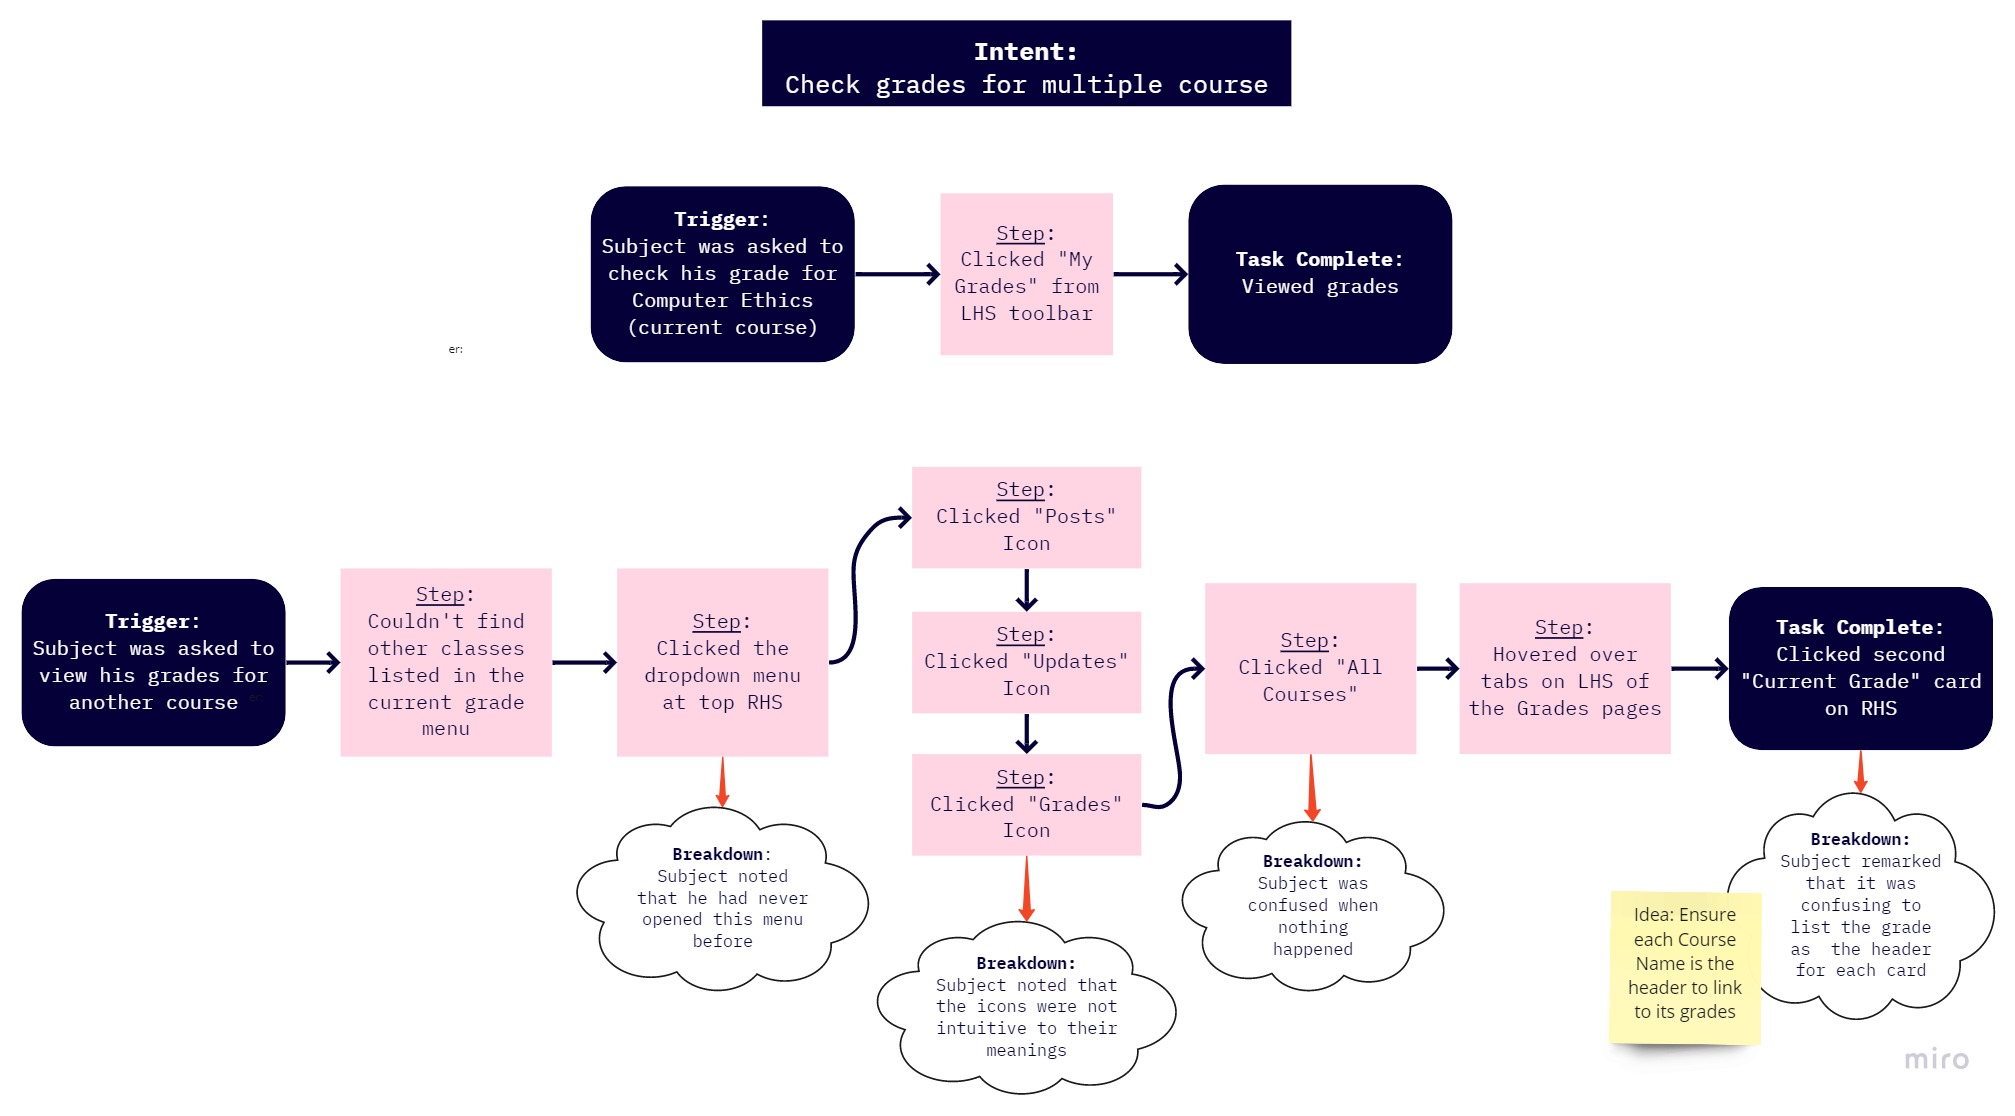 Intent:
Check grades for multiple course
Trigger:
Subject was asked to
check his grade for
Computer Ethics
(current course)
Step:
Clicked "My
Grades" from
LHS toolbar
Task Complete:
Viewed grades
er:
Trigger:
Subject was asked to
view his grades for
another course
er:
Step:
Couldn't find
other classes
listed in the
current grade
menu
Step:
Clicked the
dropdown menu
at top RHS
Breakdown:
Subject noted
that he had never
opened this menu
before
Step:
Clicked "Posts"
Icon
Step:
Clicked "Updates"
Icon
Step:
Clicked "Grades"
Icon
Breakdown:
Subject noted that
the icons were not
intuitive to their
meanings
Step:
Clicked "All
Courses"
Breakdown:
Subject was
confused when
nothing
happened
Step:
Hovered over
tabs on LHS of
the Grades pages
Task Complete:
Clicked second
"Current Grade" card
on RHS
Breakdown:
Subject remarked
that it was
confusing to
list the grade
as  the header
for each card
Idea: Ensure
each Course
Name is the
header to link
to its grades
miro